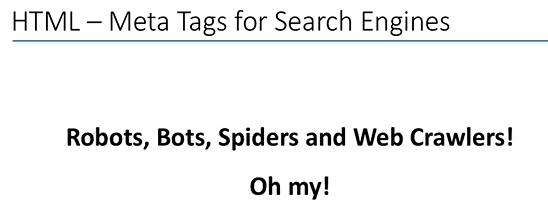 HTML – Meta Tags for Search Engines
Robots, Bots, Spiders and Web Crawlers!
Oh my!